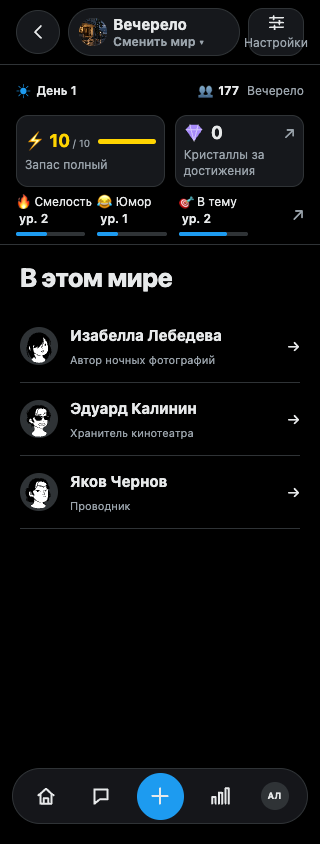 Вечерело
Сменить мир ▾
Настройки
День 1
177 Вечерело
10 / 10
Запас полный
0
Кристаллы за
достижения
Смелость
ур. 2
Юмор
ур. 1
В тему
ур. 2
В этом мире
Изабелла Лебедева
Автор ночных фотографий
Эдуард Калинин
Хранитель кинотеатра
Яков Чернов
Проводник
АЛ